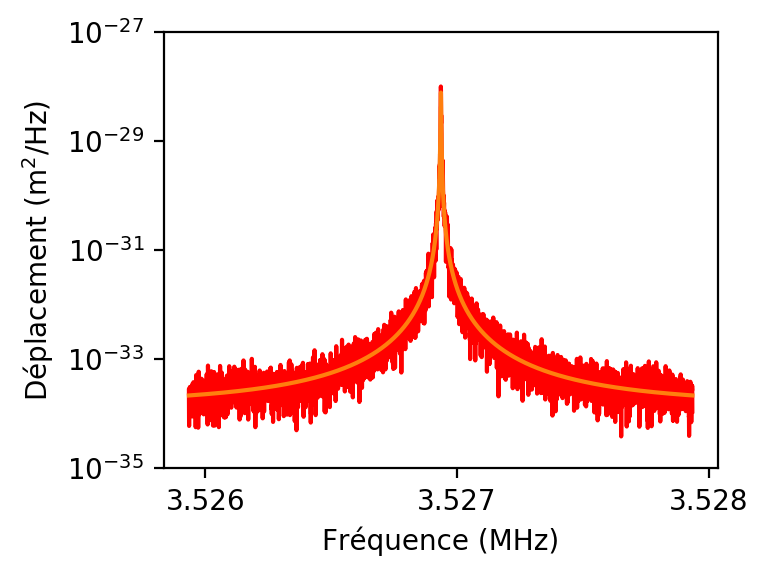 10⁻²⁷
10⁻²⁹
10⁻³¹
10⁻³³
10⁻³⁵
Déplacement (m²/Hz)
3.526 3.527 3.528
Fréquence (MHz)